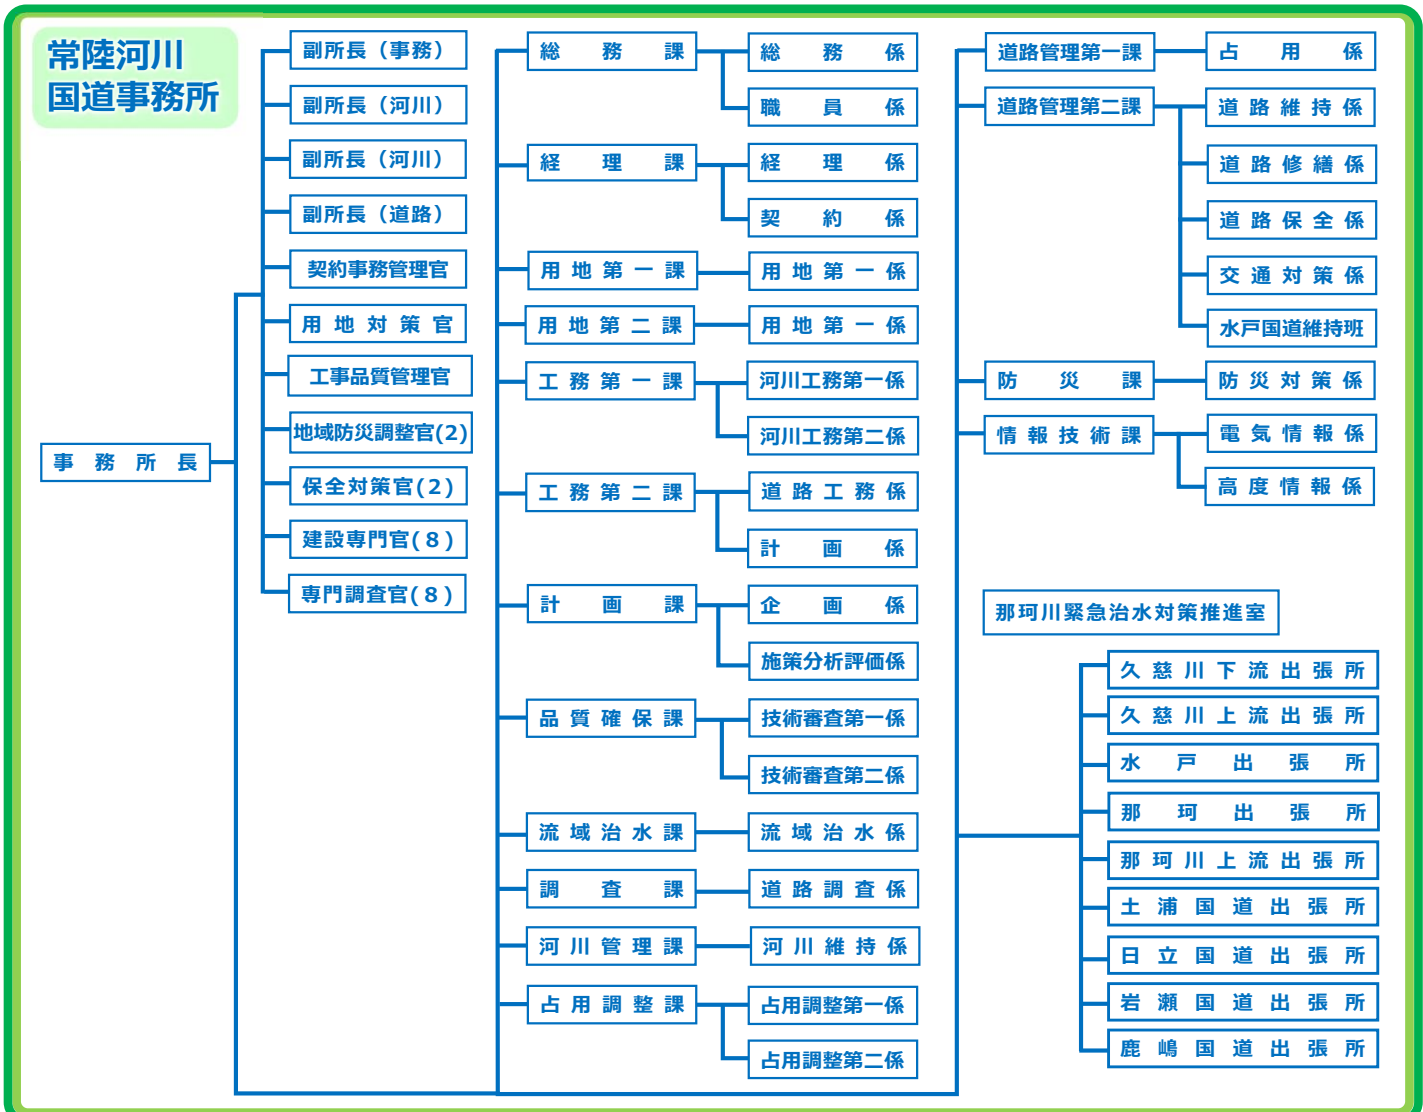 常陸河川
国道事務所
事務所長
副所長（事務）
副所長（河川）
副所長（河川）
副所長（道路）
契約事務管理官
用地対策官
工事品質管理官
地域防災調整官(2)
保全対策官(2)
建設専門官(8)
専門調査官(8)
総務課
総務係
職員係
経理課
経理係
契約係
用地第一課
用地第一係
用地第二課
用地第一係
工務第一課
河川工務第一係
河川工務第二係
工務第二課
道路工務係
計画係
計画課
企画係
施策分析評価係
品質確保課
技術審査第一係
技術審査第二係
流域治水課
流域治水係
調査課
道路調査係
河川管理課
河川維持係
占用調整課
占用調整第一係
占用調整第二係
道路管理第一課
占用係
道路管理第二課
道路維持係
道路修繕係
道路保全係
交通対策係
水戸国道維持班
防災課
防災対策係
情報技術課
電気情報係
高度情報係
那珂川緊急治水対策推進室
久慈川下流出張所
久慈川上流出張所
水戸出張所
那珂出張所
那珂川上流出張所
土浦国道出張所
日立国道出張所
岩瀬国道出張所
鹿嶋国道出張所